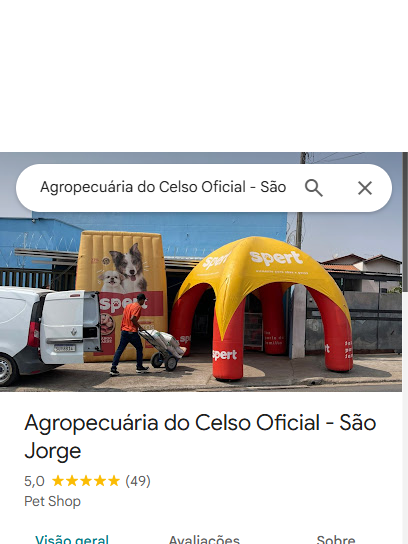 Agropecuária do Celso Oficial - São
spert
spert
spert
spert
Agropecuária do Celso Oficial - São
Jorge
5,0 (49)
Pet Shop
Visão geral
Avaliações
Sobre